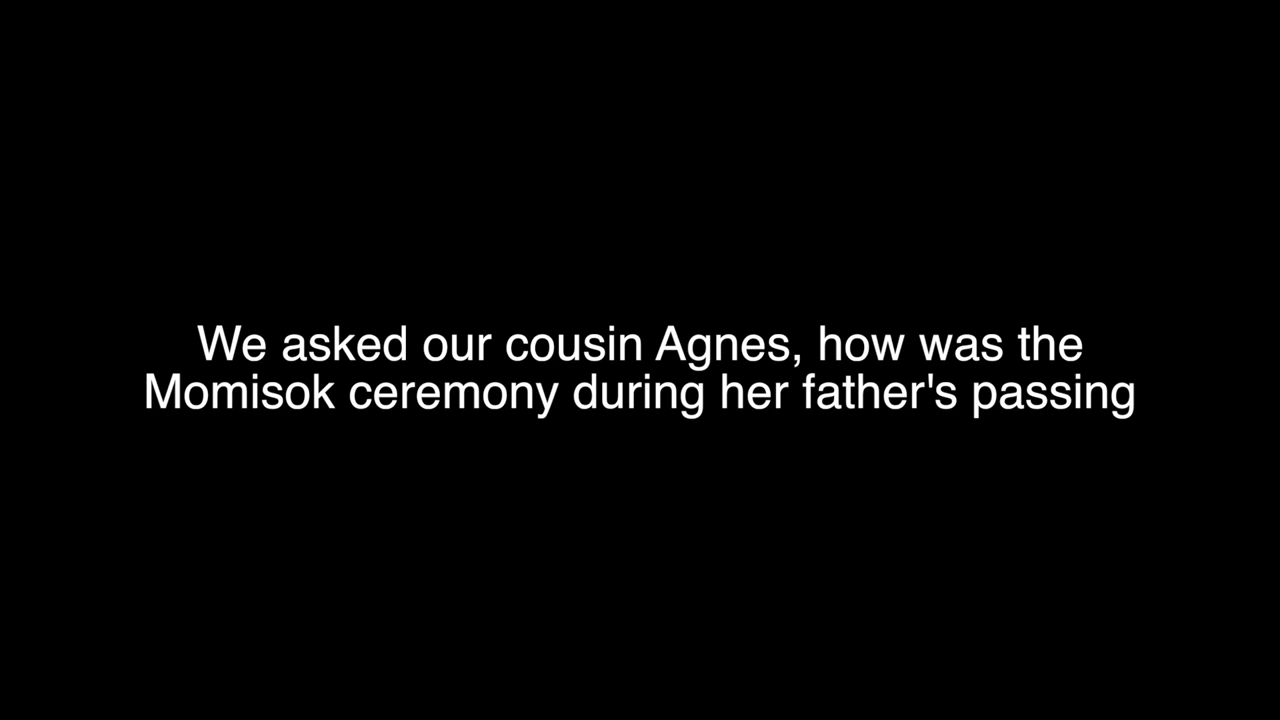 We asked our cousin Agnes, how was the
Momisok ceremony during her father's passing